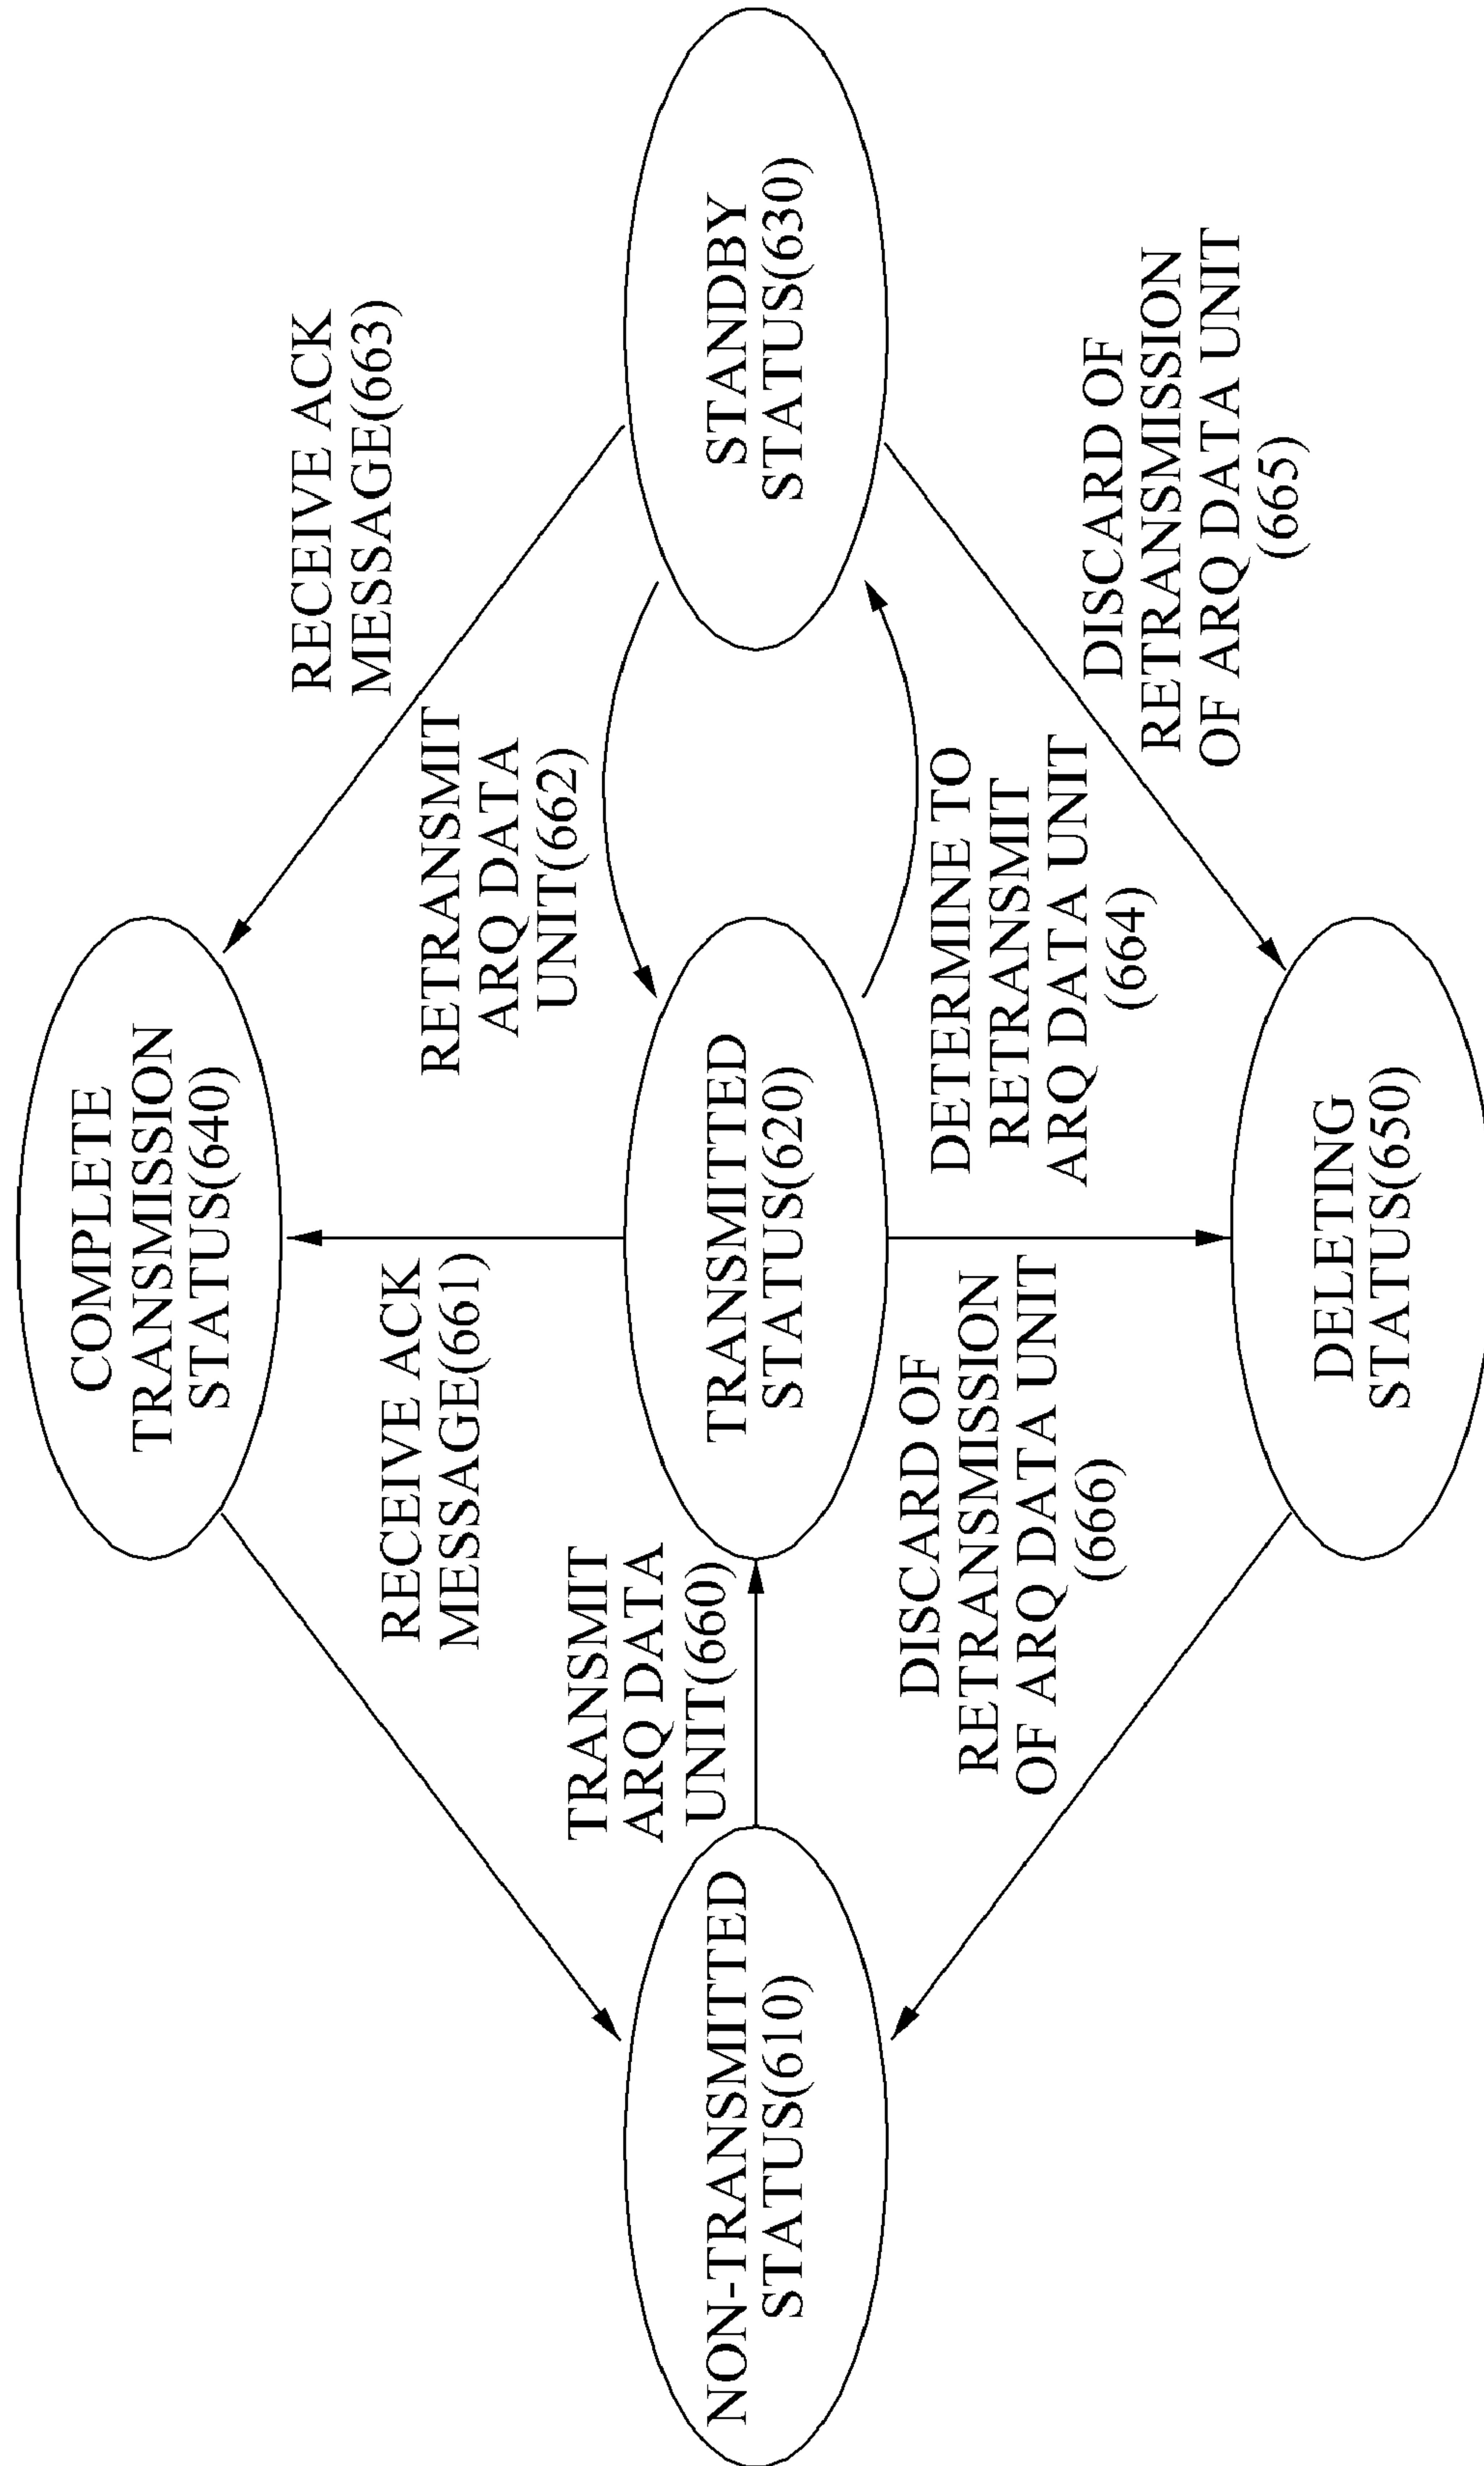 COMPLETE
TRANSMISSION
STATUS(640)
RECEIVE ACK
MESSAGE(661)
RECEIVE ACK
MESSAGE(663)
RETRANSMIT
ARQ DATA
UNIT(662)
TRANSMIT
ARQ DATA
UNIT(660)
NON-TRANSMITTED
STATUS(610)
TRANSMITTED
STATUS(620)
STANDBY
STATUS(630)
DISCARD OF
RETRANSMISSION
OF ARQ DATA UNIT
(666)
DETERMINE TO
RETRANSMIT
ARQ DATA UNIT
(664)
DISCARD OF
RETRANSMISSION
OF ARQ DATA UNIT
(665)
DELETING
STATUS(650)